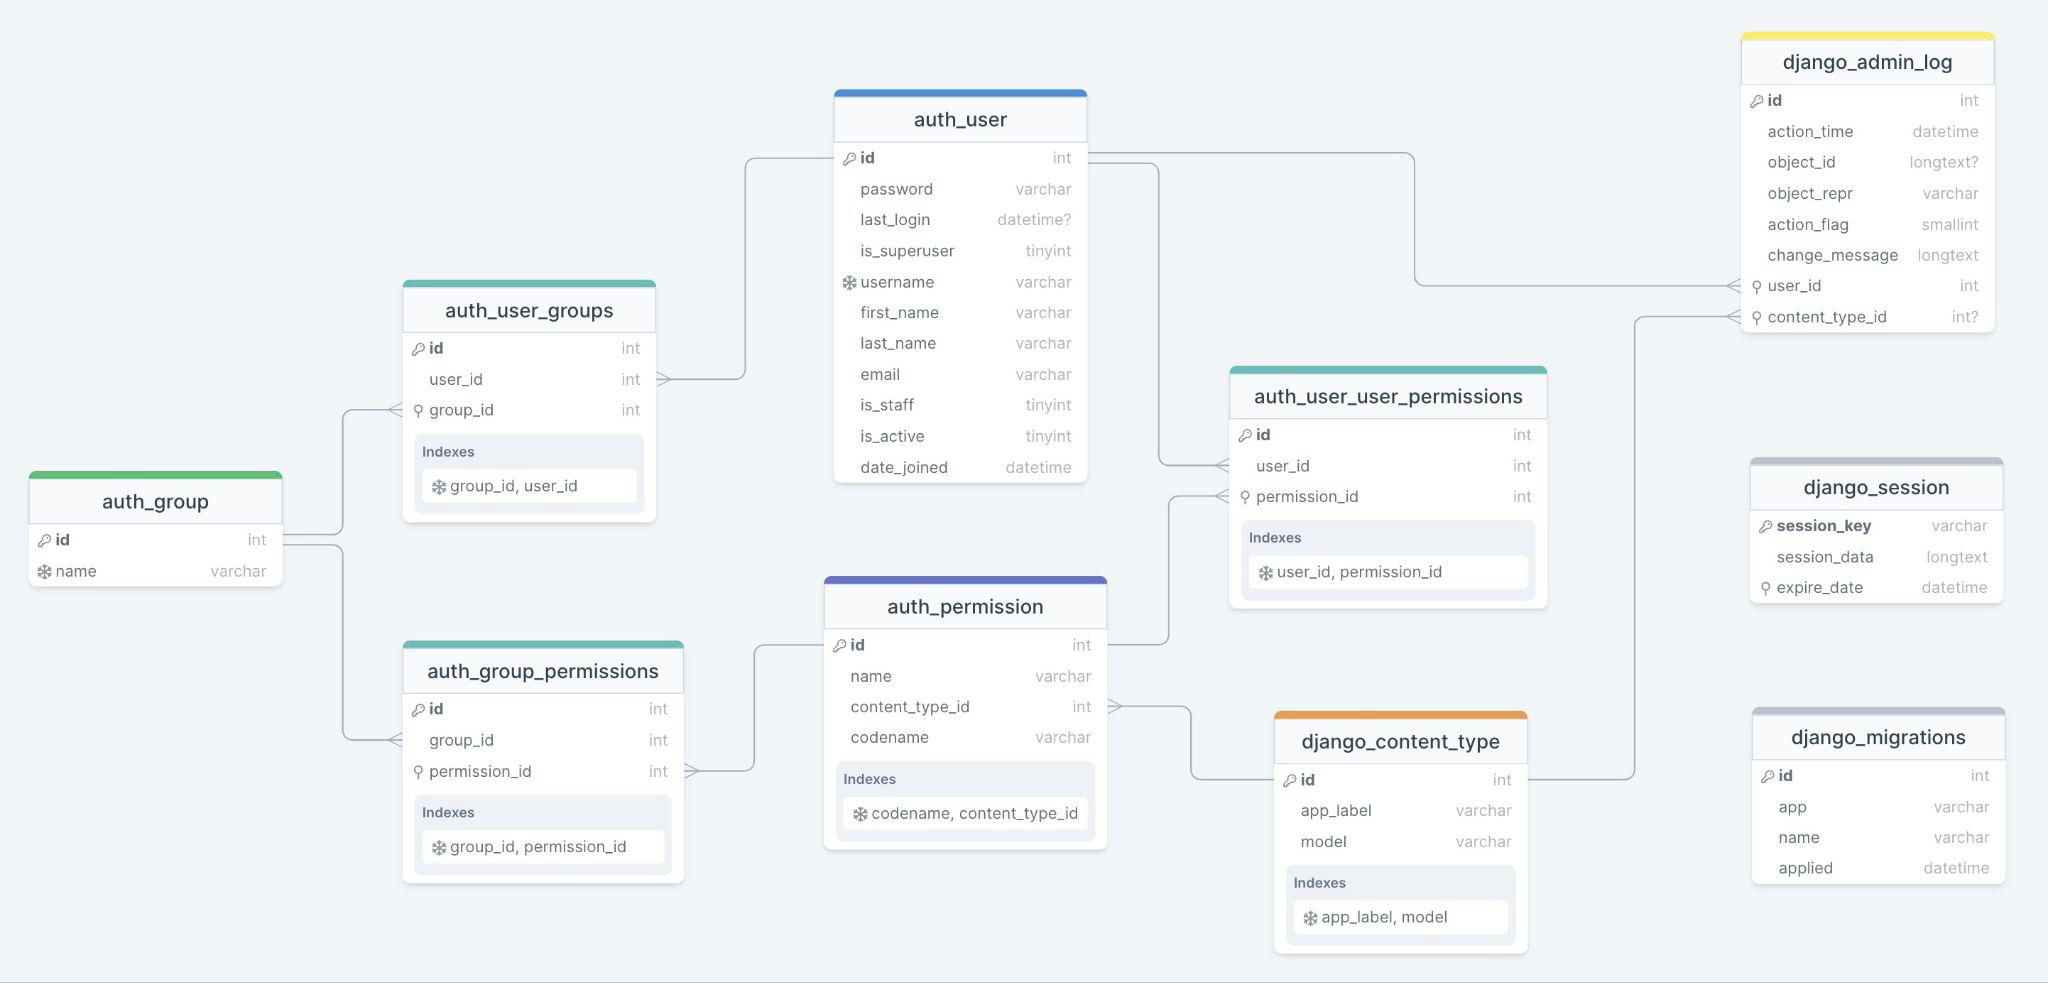 auth_group
id int
name varchar
auth_user_groups
id int
user_id int
group_id int
Indexes
group_id, user_id
auth_group_permissions
id int
group_id int
permission_id int
Indexes
group_id, permission_id
auth_user
id int
password varchar
last_login datetime?
is_superuser tinyint
username varchar
first_name varchar
last_name varchar
email varchar
is_staff tinyint
is_active tinyint
date_joined datetime
auth_permission
id int
name varchar
content_type_id int
codename varchar
Indexes
codename, content_type_id
auth_user_user_permissions
id int
user_id int
permission_id int
Indexes
user_id, permission_id
django_content_type
id int
app_label varchar
model varchar
Indexes
app_label, model
django_admin_log
id int
action_time datetime
object_id longtext?
object_repr varchar
action_flag smallint
change_message longtext
user_id int
content_type_id int?
django_session
session_key varchar
session_data longtext
expire_date datetime
django_migrations
id int
app varchar
name varchar
applied datetime